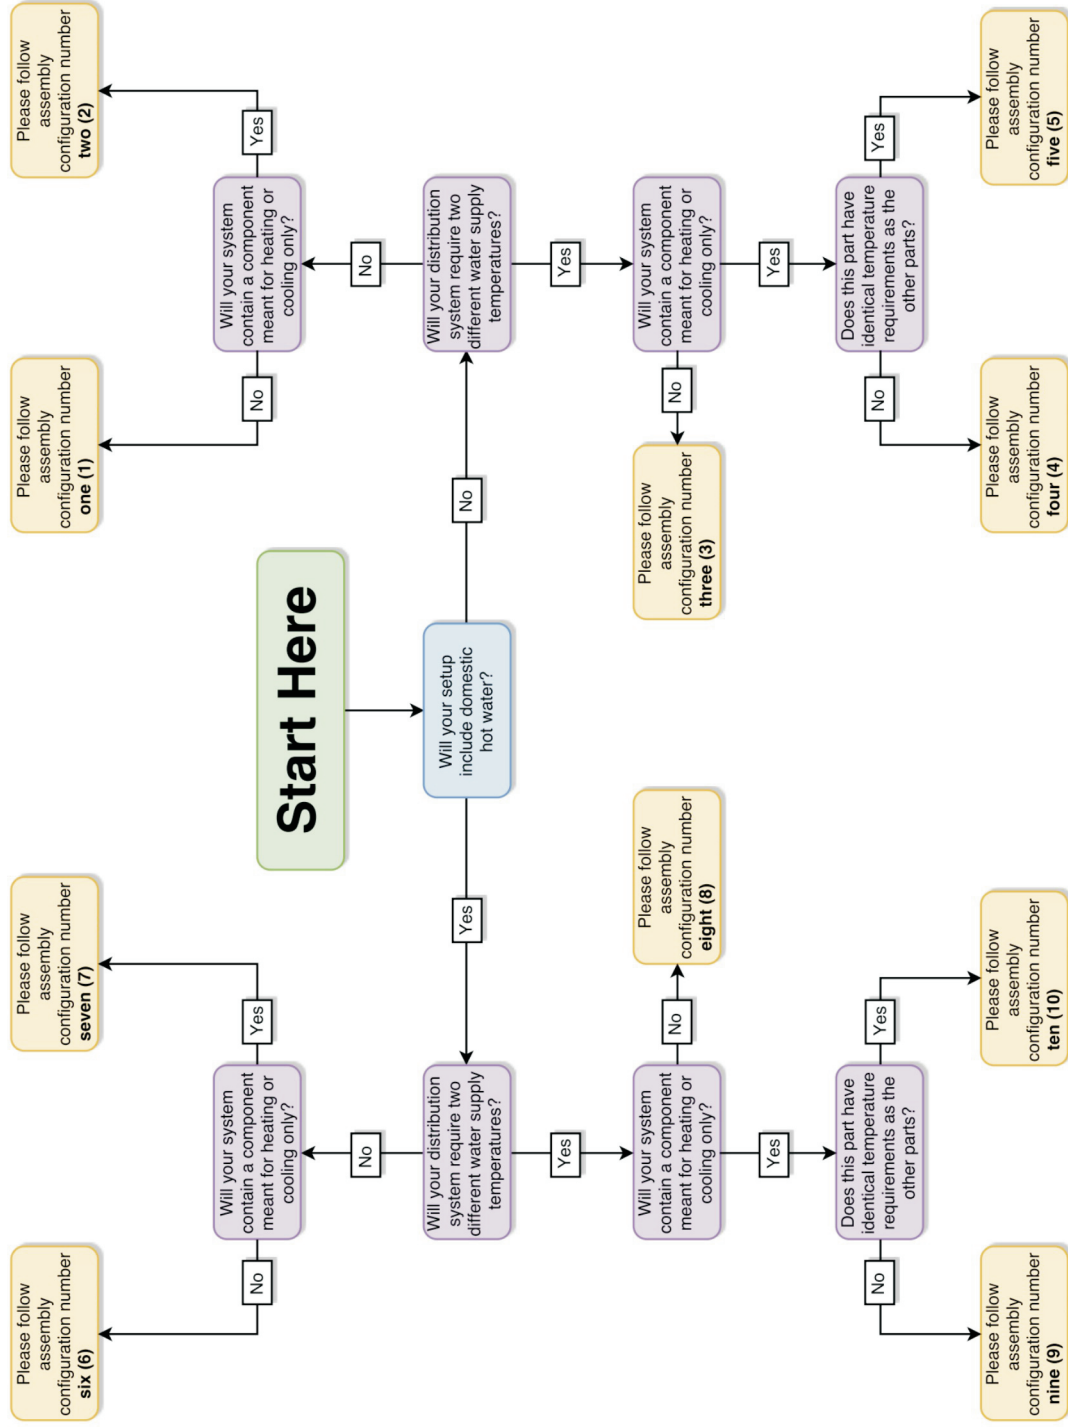 Please follow
assembly
configuration number
six (6)
Please follow
assembly
configuration number
seven (7)
Please follow
assembly
configuration number
one (1)
Please follow
assembly
configuration number
two (2)
No
Will your system
contain a component
meant for heating or
cooling only?
Yes
Start Here
No
Will your system
contain a component
meant for heating or
cooling only?
Yes
No
No
Will your distribution
system require two
different water supply
temperatures?
Yes
Will your setup
include domestic
hot water?
No
Will your distribution
system require two
different water supply
temperatures?
Yes
Yes
Will your system
contain a component
meant for heating or
cooling only?
No
Please follow
assembly
configuration number
eight (8)
Please follow
assembly
configuration number
three (3)
No
Will your system
contain a component
meant for heating or
cooling only?
Yes
Yes
No
Does this part have
identical temperature
requirements as the
other parts?
Yes
No
Does this part have
identical temperature
requirements as the
other parts?
Yes
Please follow
assembly
configuration number
nine (9)
Please follow
assembly
configuration number
ten (10)
Please follow
assembly
configuration number
four (4)
Please follow
assembly
configuration number
five (5)